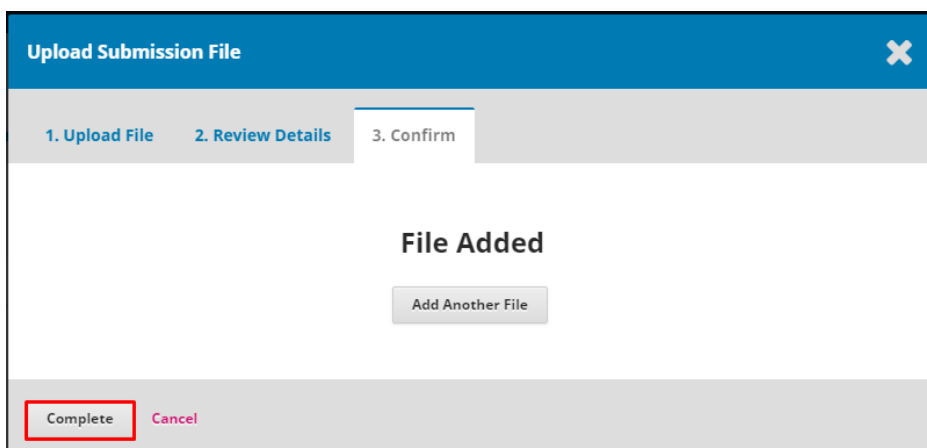 Upload Submission File
1. Upload File 2. Review Details 3. Confirm
File Added
Add Another File
Complete Cancel